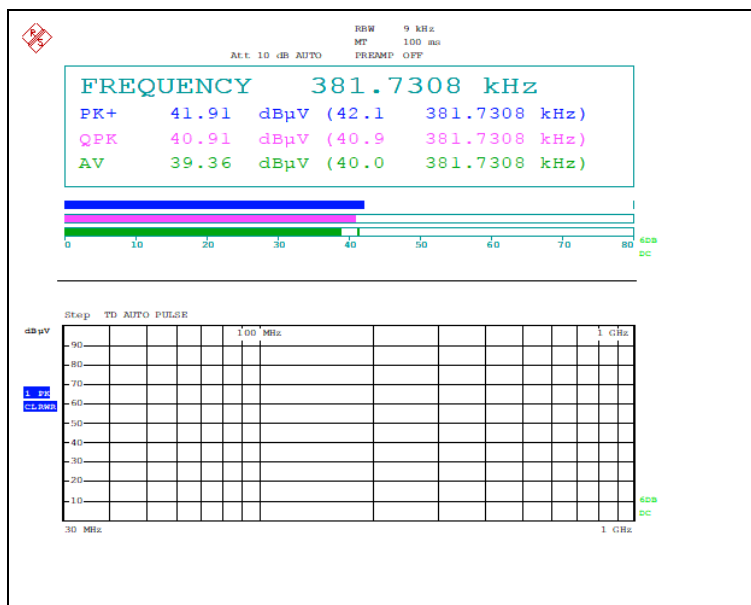 R S
RBW 9 kHz
MT 100 ms
Att 10 dB AUTO PREAMP OFF
FREQUENCY 381.7308 kHz
PK+ 41.91 dBµV (42.1 381.7308 kHz)
QPK 40.91 dBµV (40.9 381.7308 kHz)
AV 39.36 dBµV (40.0 381.7308 kHz)
0 10 20 30 40 50 60 70 80
6DB
DC
Step TD AUTO PULSE
dBµV
100 MHz 1 GHz
90
80
70
1 PK
60
CLRWR
50
40
30
20
10
6DB
DC
30 MHz 1 GHz